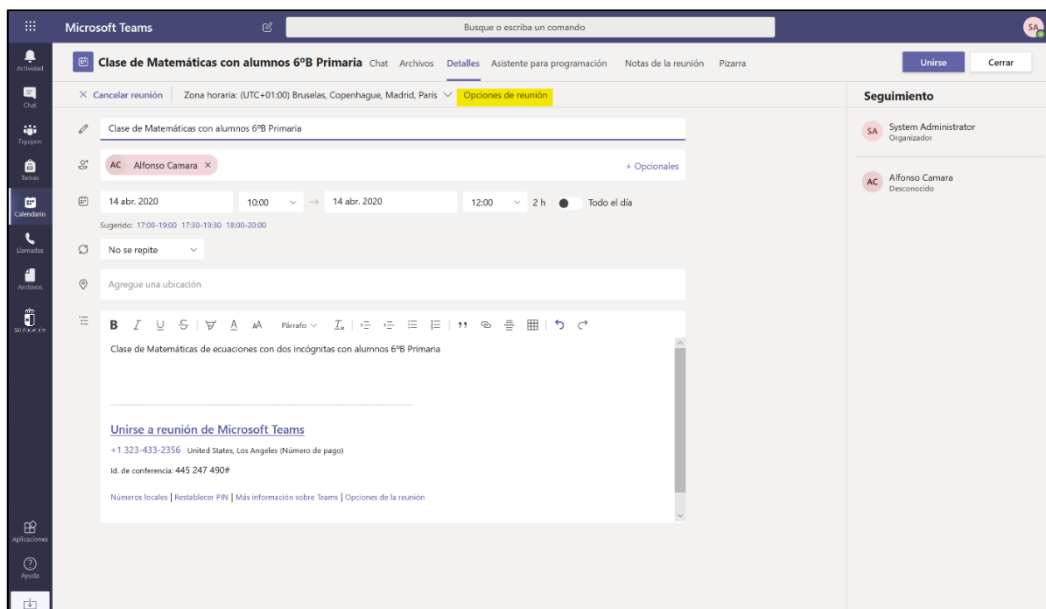 Microsoft Teams
Busque o escriba un comando
SA
Actividad
Chat
Equipos
Tareas
Calendario
Llamadas
Archivos
Aplicaciones
Ayuda
Clase de Matemáticas con alumnos 6ºB Primaria Chat Archivos Detalles Asistente para programación Notas de la reunión Pizarra
Unirse Cerrar
Cancelar reunión Zona horaria: (UTC+01:00) Bruselas, Copenhague, Madrid, París Opciones de reunión
Clase de Matemáticas con alumnos 6ºB Primaria
AC Alfonso Camara × + Opcionales
14 abr. 2020 10:00 → 14 abr. 2020 12:00 2 h Todo el día
Sugerido: 17:00-19:00 17:30-19:30 18:00-20:00
No se repite
Agregue una ubicación
B I U S A AA Párrafo
Clase de Matemáticas de ecuaciones con dos incógnitas con alumnos 6ºB Primaria
Unirse a reunión de Microsoft Teams
+1 323-433-2356 United States, Los Angeles (Número de pago)
Id. de conferencia: 445 247 490#
Números locales | Restablecer PIN | Más información sobre Teams | Opciones de la reunión
Seguimiento
SA System Administrator
Organizador
AC Alfonso Camara
Desconocido